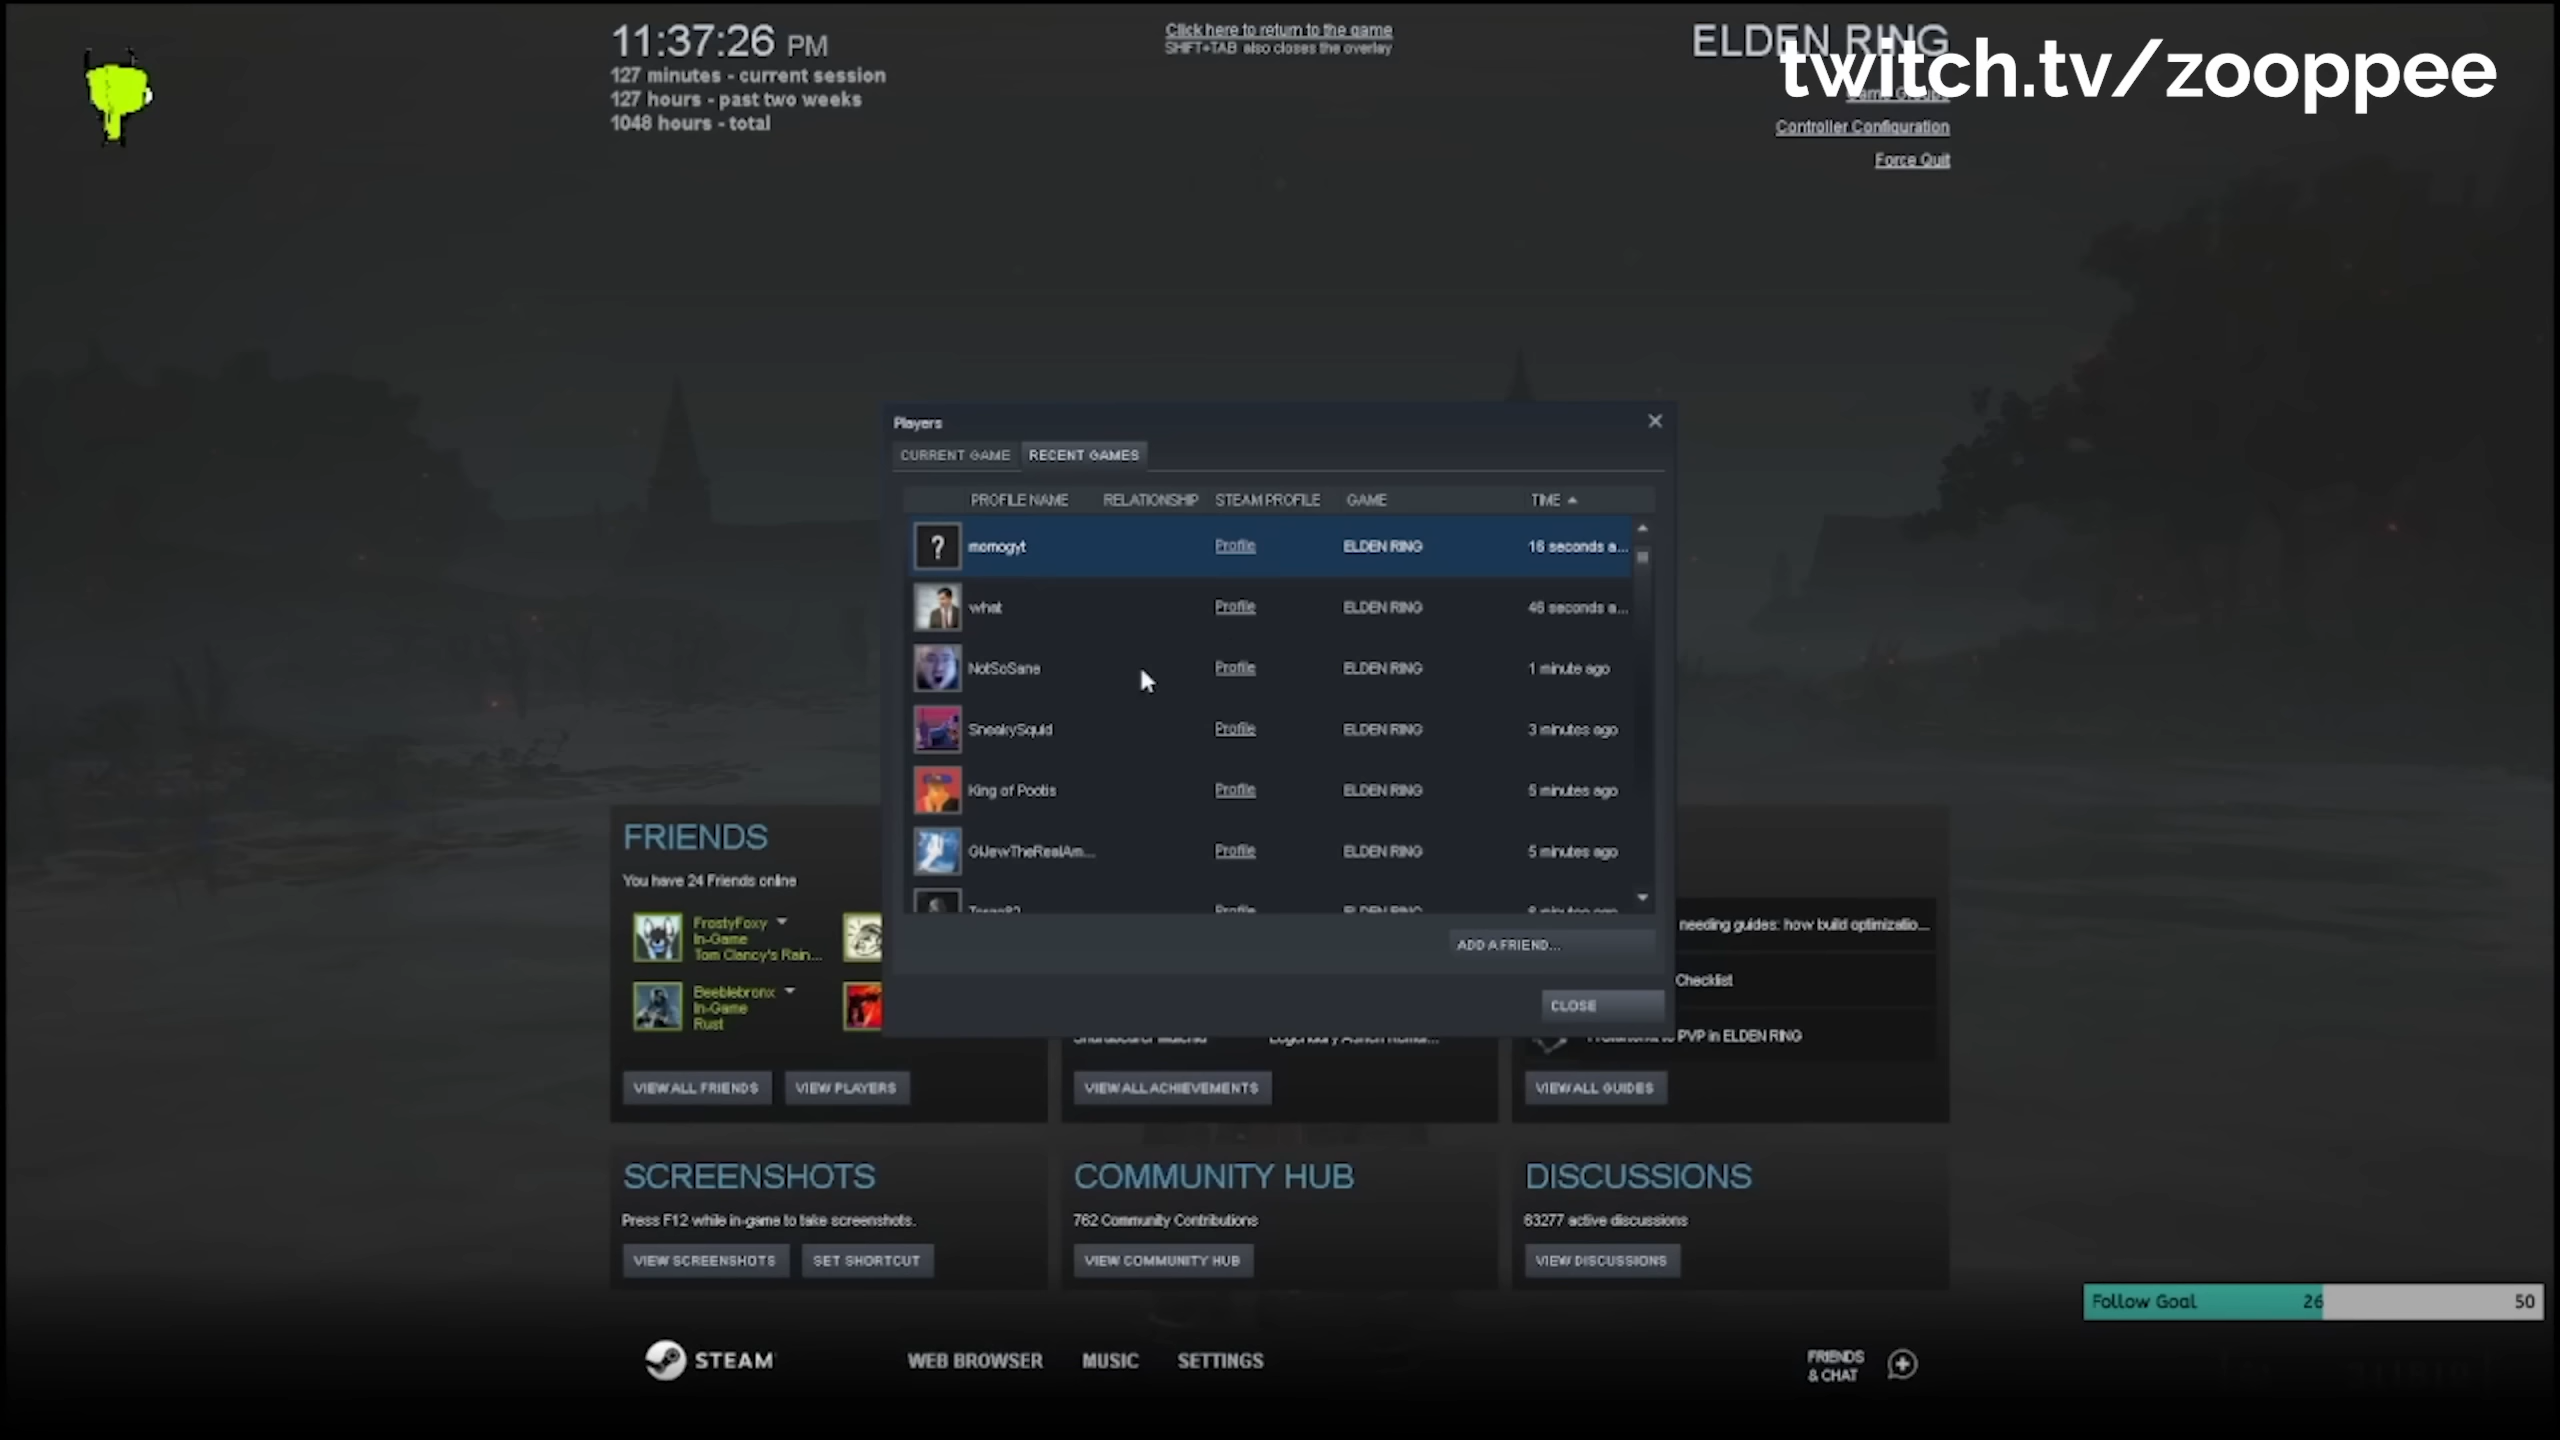 11:37:26 PM
127 minutes - current session
127 hours - past two weeks
1048 hours - total
Click here to return to the game
SHIFT+TAB also closes the overlay
ELDEN RING
twitch.tv/zooppee
Controller Configuration
Force Quit
Players
CURRENT GAME RECENT GAMES
PROFILE NAME RELATIONSHIP STEAM PROFILE GAME TIME
momogyt Profile ELDEN RING 16 seconds a...
what Profile ELDEN RING 46 seconds a...
NotSoSane Profile ELDEN RING 1 minute ago
SneakySquid Profile ELDEN RING 3 minutes ago
King of Pootis Profile ELDEN RING 5 minutes ago
GIJewTheRealAm... Profile ELDEN RING 5 minutes ago
Profile ELDEN RING
ADD A FRIEND...
CLOSE
FRIENDS
You have 24 Friends online
FrostyFoxy
In-Game
Tom Clancy's Rain...
Beeblebronx
In-Game
Rust
VIEW ALL FRIENDS VIEW PLAYERS
VIEW ALL ACHIEVEMENTS
needing guides: how build optimizatio...
Checklist
PVP in ELDEN RING
VIEW ALL GUIDES
SCREENSHOTS
Press F12 while in-game to take screenshots.
VIEW SCREENSHOTS SET SHORTCUT
COMMUNITY HUB
762 Community Contributions
VIEW COMMUNITY HUB
DISCUSSIONS
63277 active discussions
VIEW DISCUSSIONS
Follow Goal 26 50
STEAM
WEB BROWSER MUSIC SETTINGS
FRIENDS
& CHAT